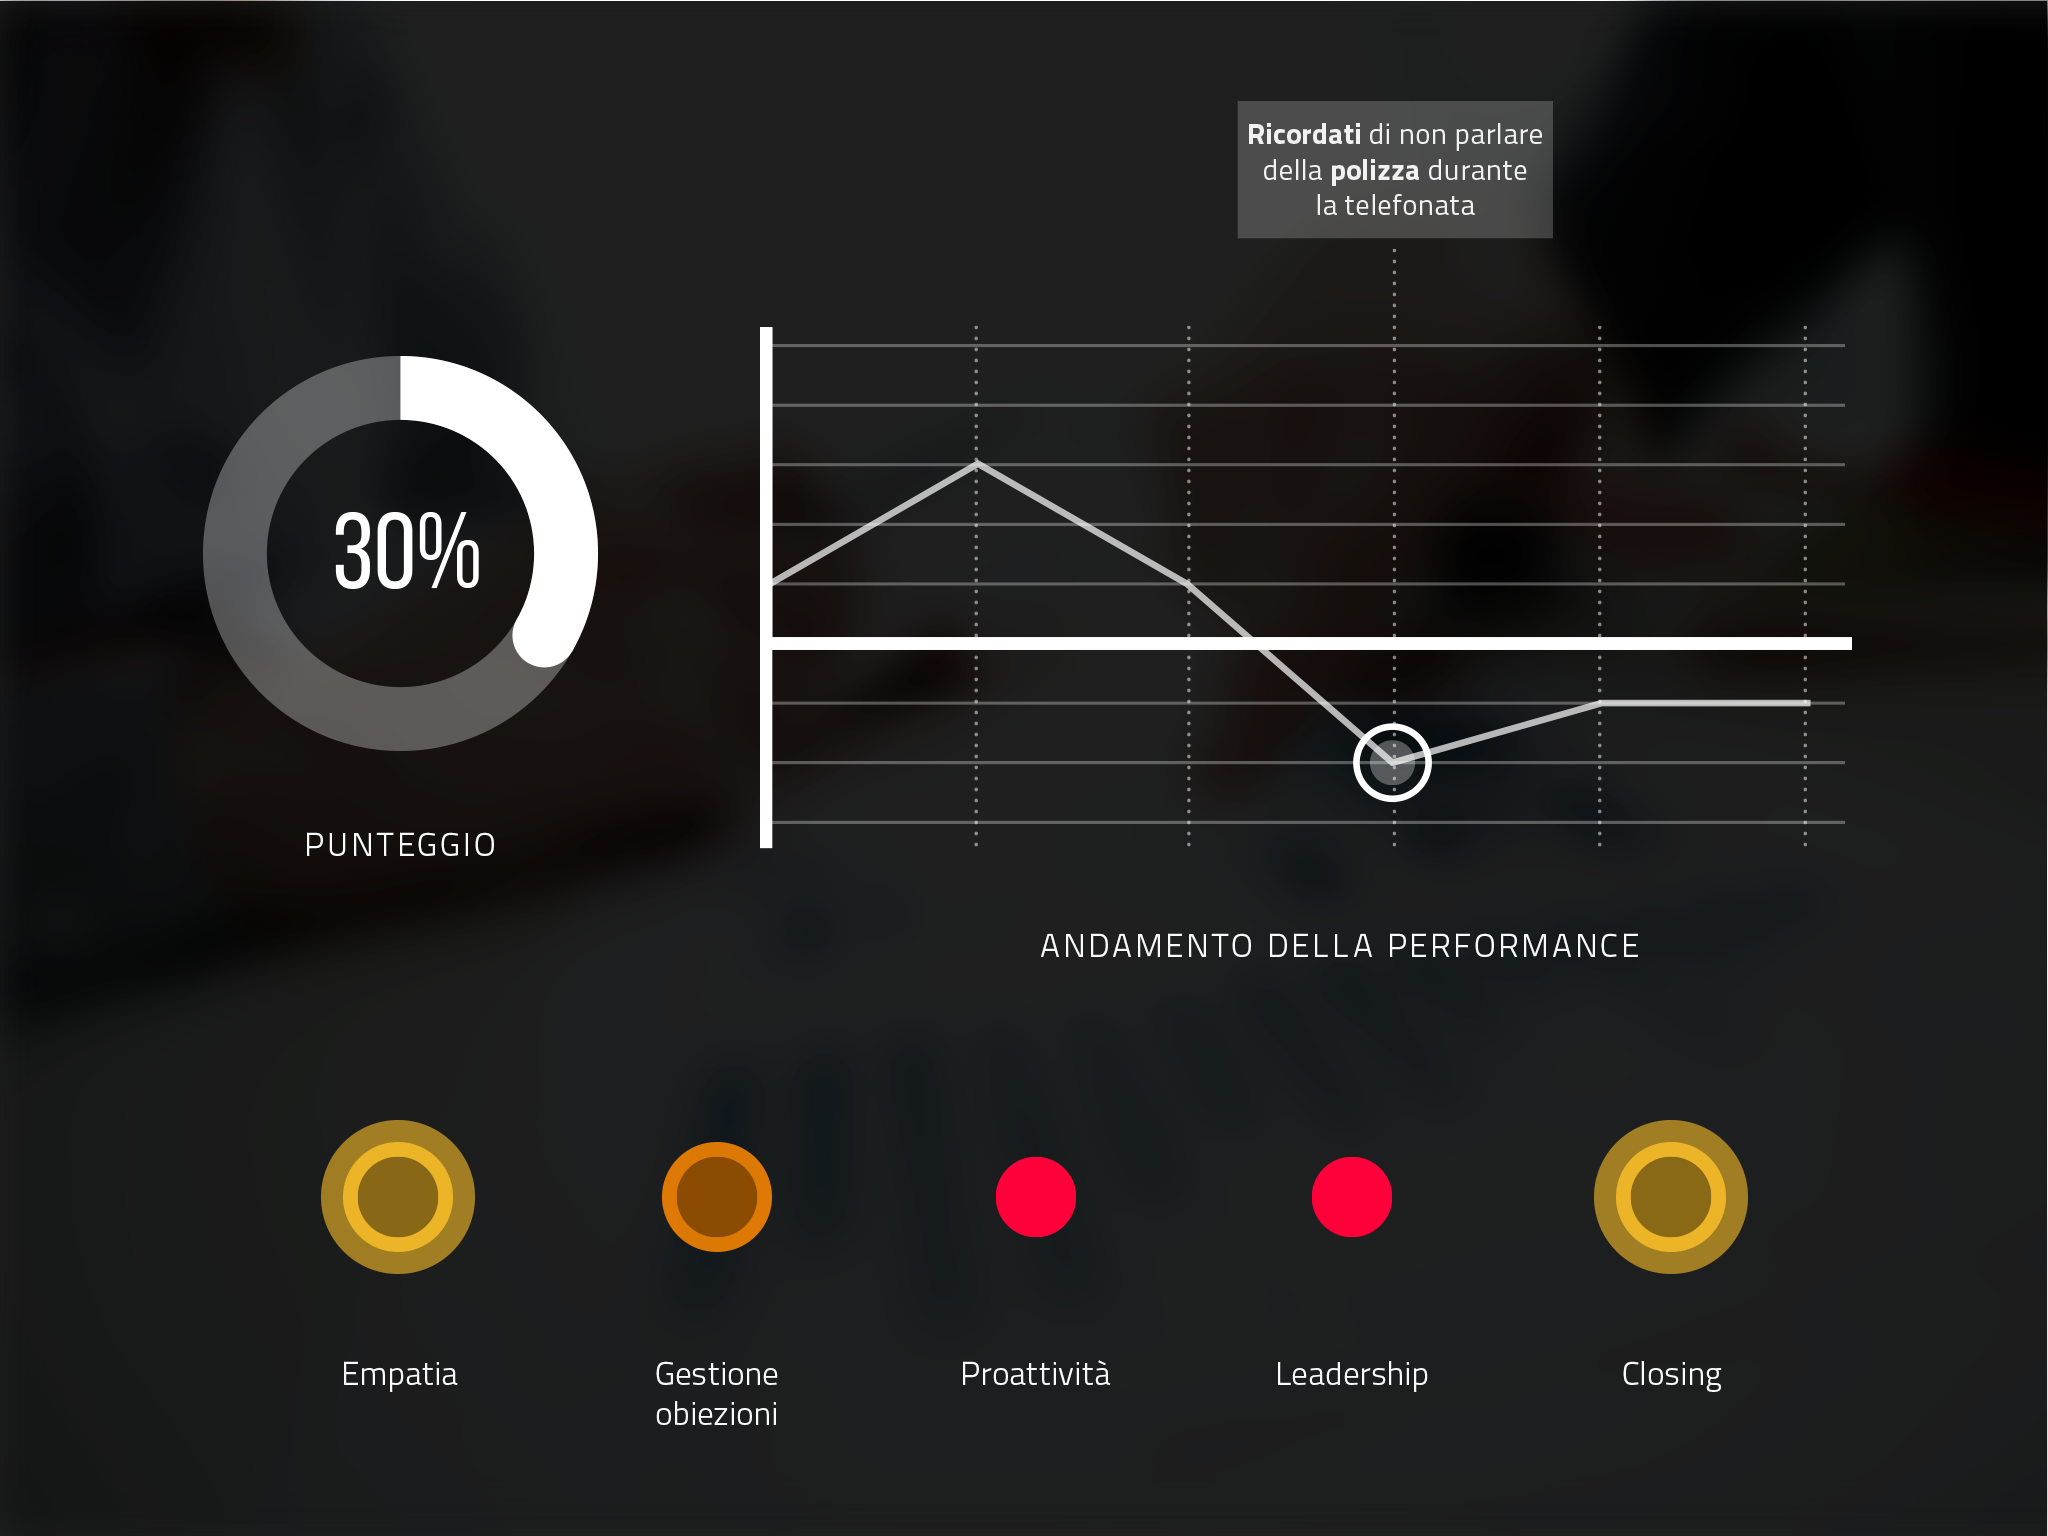 Ricordati di non parlare
della polizza durante
la telefonata
30%
PUNTEGGIO
ANDAMENTO DELLA PERFORMANCE
Empatia
Gestione
obiezioni
Proattività
Leadership
Closing